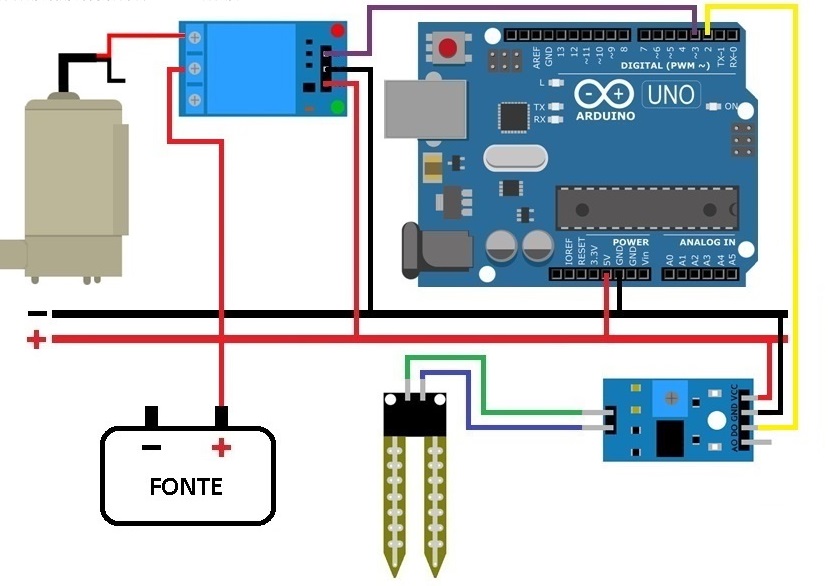 AREF
GND
13
12
~11
~10
~9
8
7
~6
~5
4
~3
2
TX-1
RX-0
DIGITAL (PWM ~)
L
TX
RX
- +
UNO
ARDUINO
ON
POWER
ANALOG IN
IOREF
RESET
3.3V
5V
GND
GND
Vin
A0
A1
A2
A3
A4
A5
-
+
- +
FONTE
AO DO GND VCC